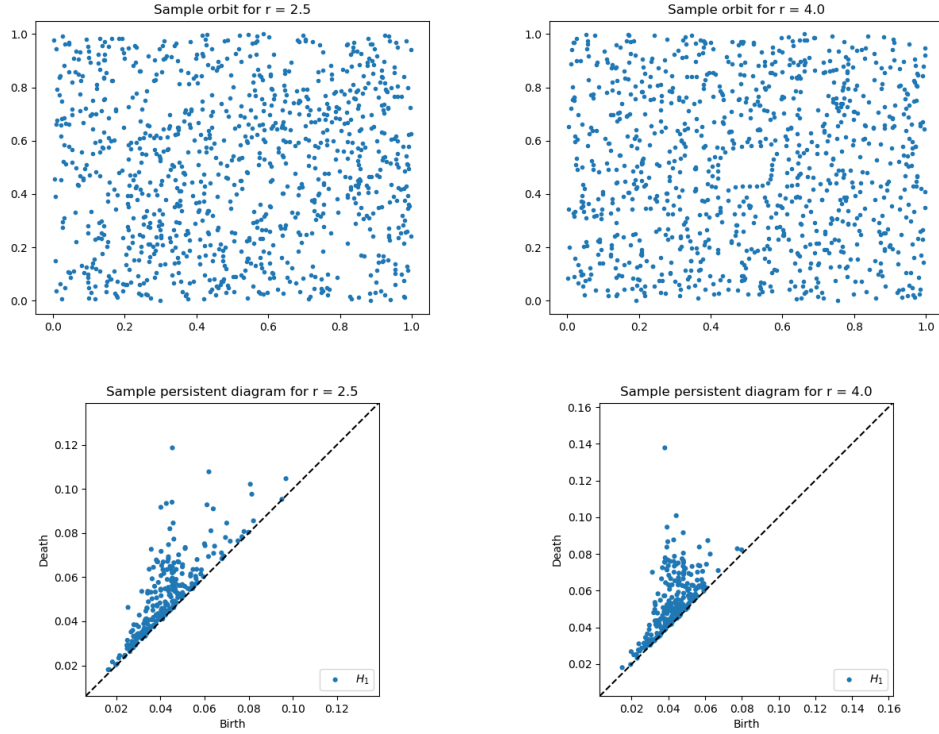 Sample orbit for r = 2.5
1.0
0.8
0.6
0.4
0.2
0.0
0.0 0.2 0.4 0.6 0.8 1.0
Sample orbit for r = 4.0
1.0
0.8
0.6
0.4
0.2
0.0
0.0 0.2 0.4 0.6 0.8 1.0
Sample persistent diagram for r = 2.5
Death
0.12
0.10
0.08
0.06
0.04
0.02
0.02 0.04 0.06 0.08 0.10 0.12
Birth
H₁
Sample persistent diagram for r = 4.0
Death
0.16
0.14
0.12
0.10
0.08
0.06
0.04
0.02
0.02 0.04 0.06 0.08 0.10 0.12 0.14 0.16
Birth
H₁